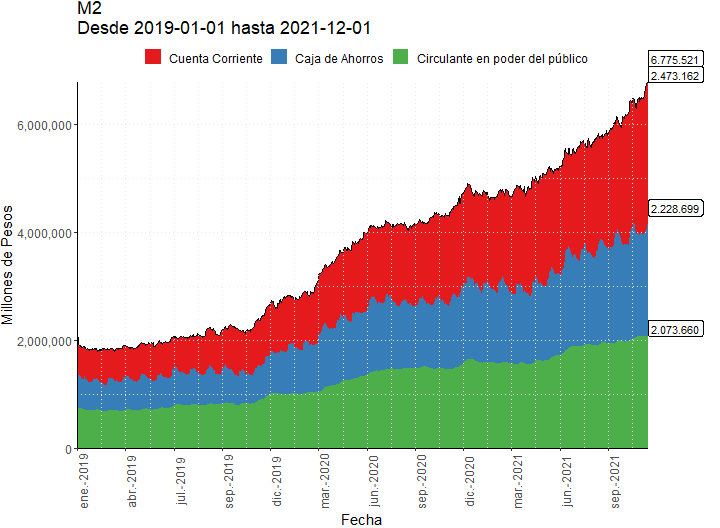 M2
Desde 2019-01-01 hasta 2021-12-01
Cuenta Corriente Caja de Ahorros Circulante en poder del público
6.775.521
2.473.162
2.228.699
2.073.660
6,000,000
4,000,000
2,000,000
0
Millones de Pesos
ene.-2019
abr.-2019
jul.-2019
sep.-2019
dic.-2019
mar.-2020
jun.-2020
sep.-2020
dic.-2020
mar.-2021
jun.-2021
sep.-2021
Fecha